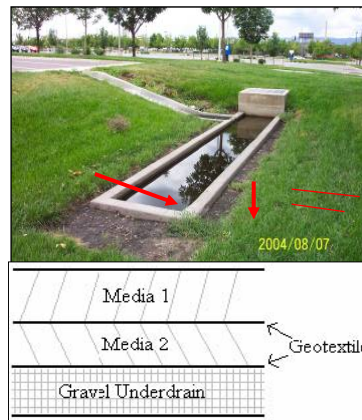 2004/08/07
Media 1
Media 2
Geotextile
Gravel Underdrain